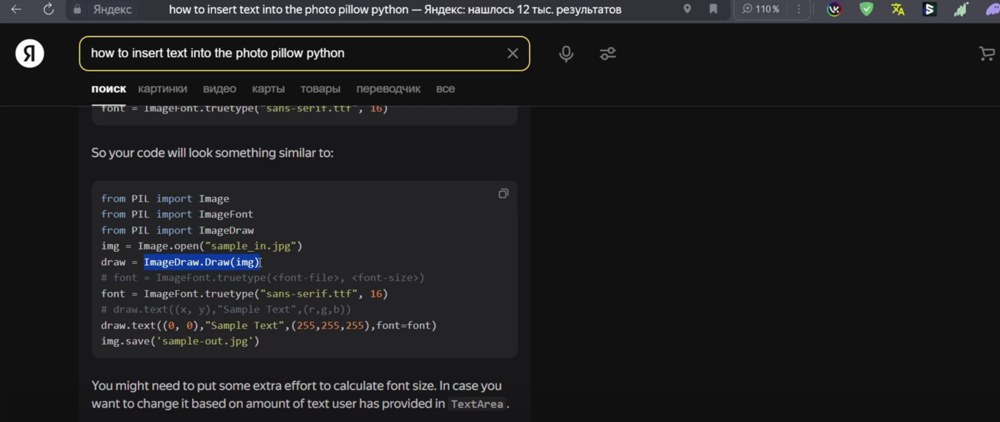 Яндекс
how to insert text into the photo pillow python — Яндекс: нашлось 12 тыс. результатов
110 %
Я
how to insert text into the photo pillow python
поиск картинки видео карты товары переводчик все
font = ImageFont.truetype("sans-serif.ttf", 16)
So your code will look something similar to:
from PIL import Image
from PIL import ImageFont
from PIL import ImageDraw
img = Image.open("sample_in.jpg")
draw = ImageDraw.Draw(img)
# font = ImageFont.truetype(<font-file>, <font-size>)
font = ImageFont.truetype("sans-serif.ttf", 16)
# draw.text((x, y),"Sample Text",(r,g,b))
draw.text((0, 0),"Sample Text",(255,255,255),font=font)
img.save('sample-out.jpg')
You might need to put some extra effort to calculate font size. In case you
want to change it based on amount of text user has provided in TextArea.